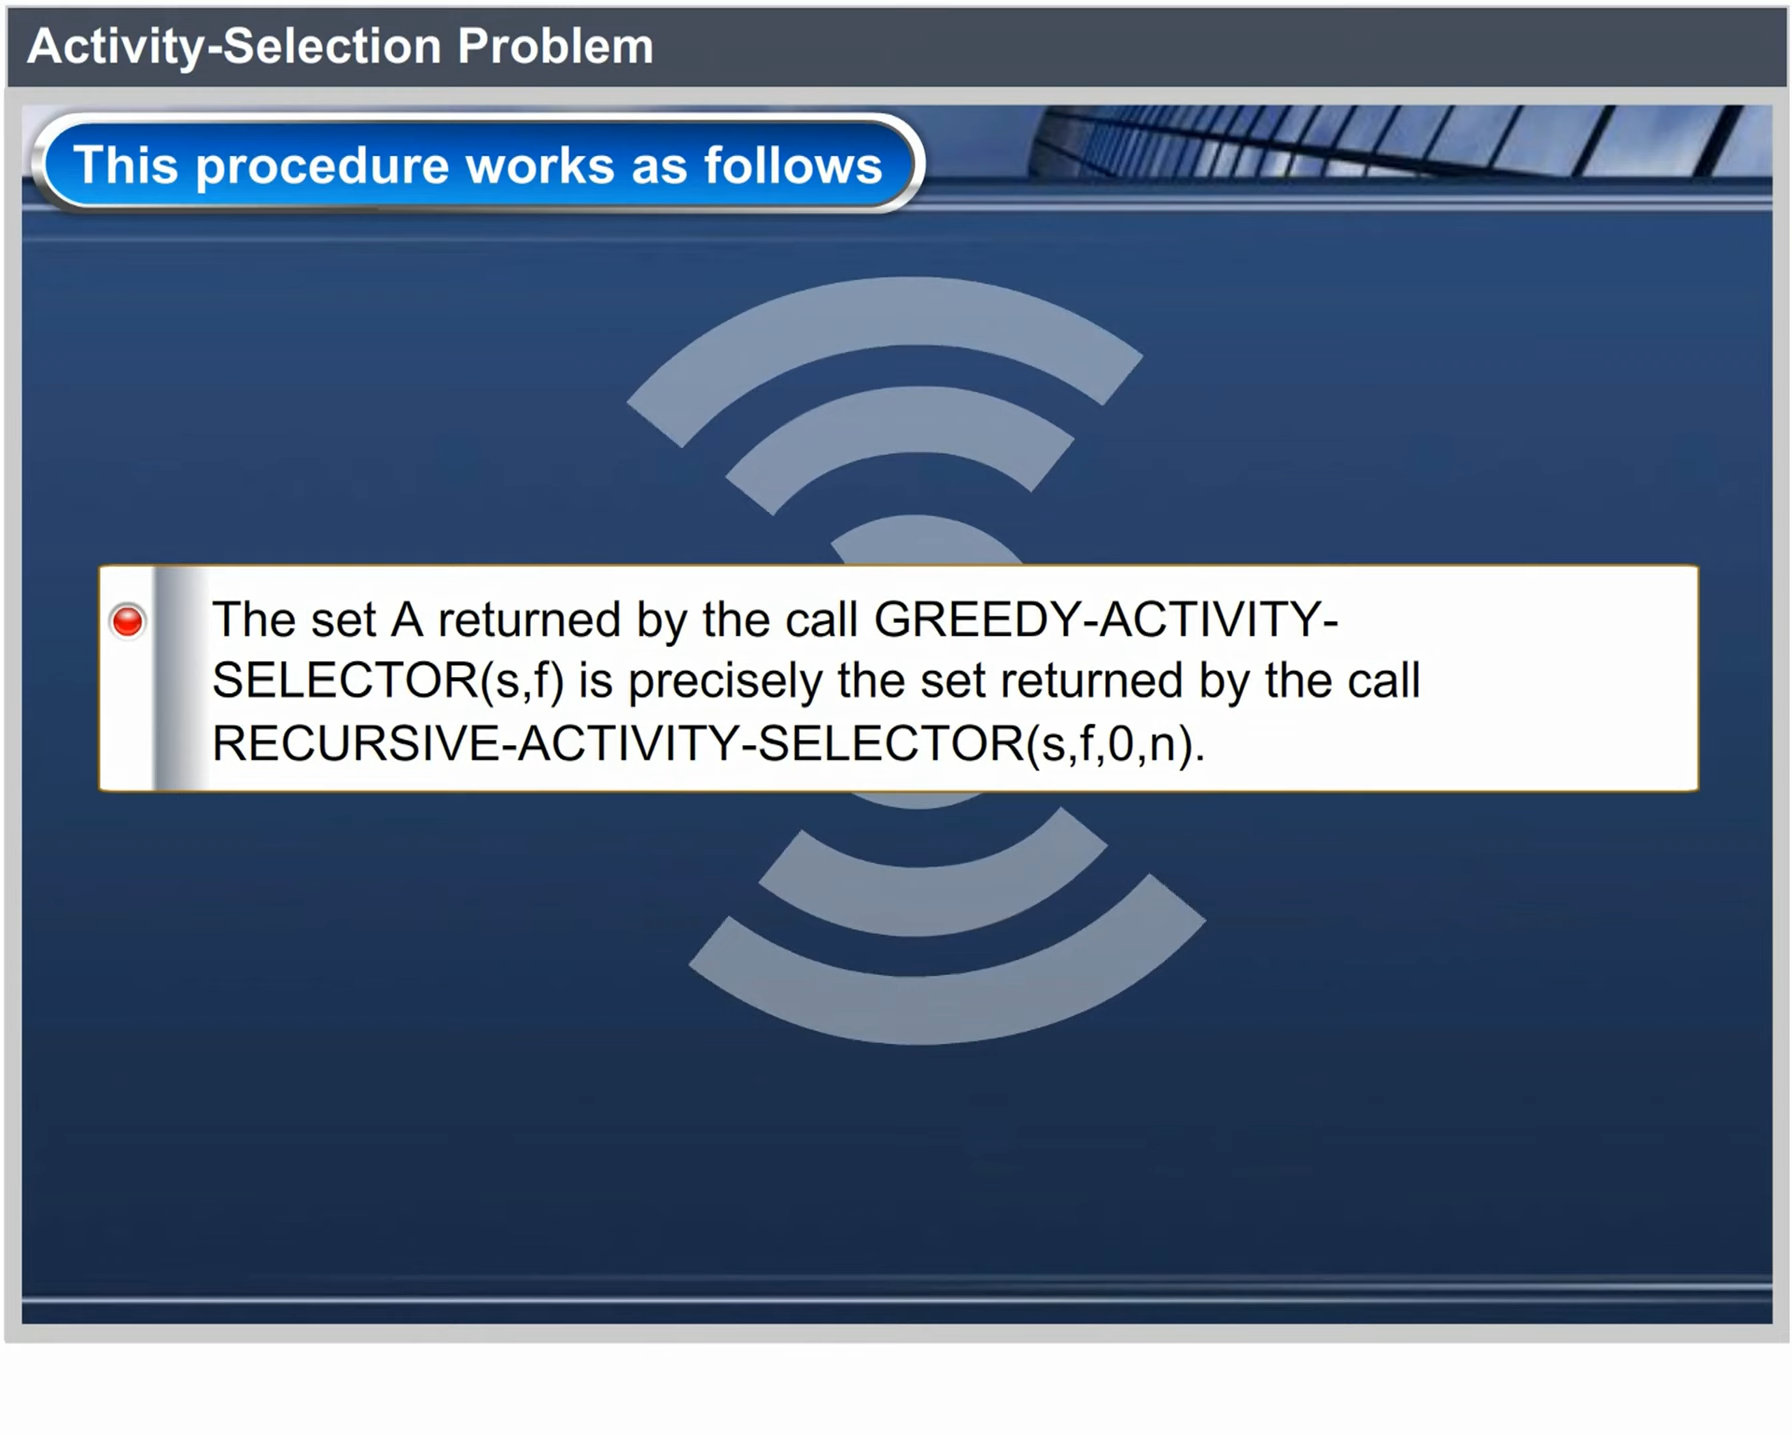 Activity-Selection Problem
This procedure works as follows
The set A returned by the call GREEDY-ACTIVITY-
SELECTOR(s,f) is precisely the set returned by the call
RECURSIVE-ACTIVITY-SELECTOR(s,f,0,n).